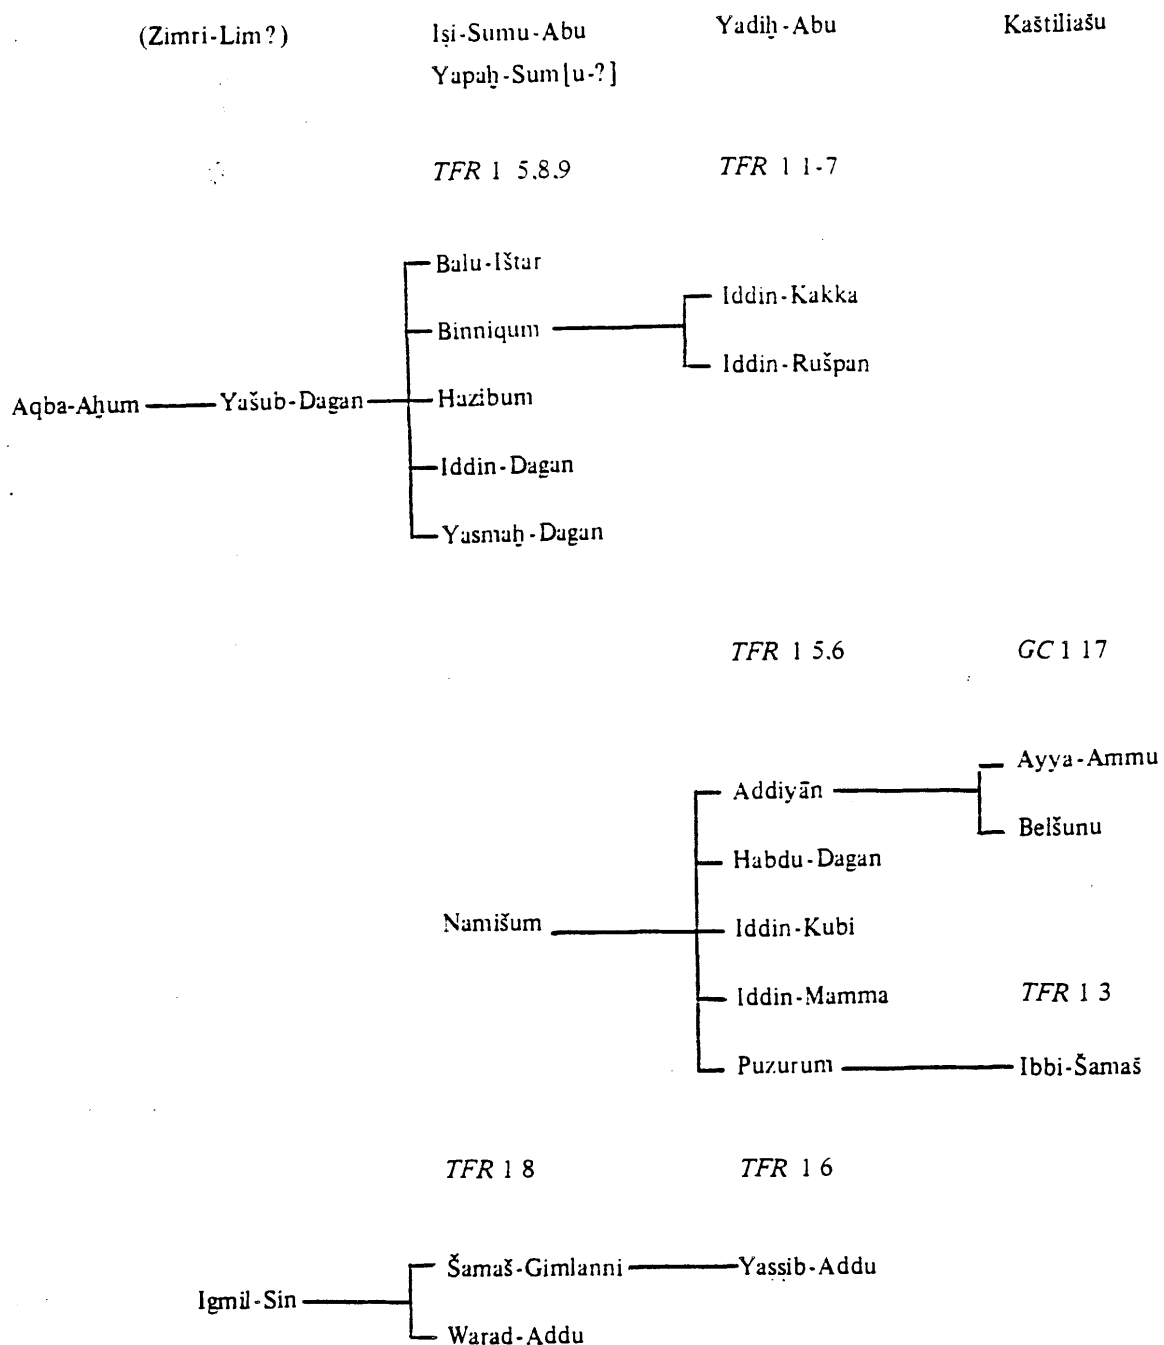 (Zimri-Lim?) Iṣi-Sumu-Abu Yadiḫ-Abu Kaštiliašu
Yapaḫ-Sum[u-?]
TFR 1 5.8.9 TFR 1 1-7
Balu-Ištar
Iddin-Kakka
Binniqum
Iddin-Rušpan
Aqba-Aḫum Yašub-Dagan Hazibum
Iddin-Dagan
Yasmaḫ-Dagan
TFR 1 5.6 GC 1 17
Ayya-Ammu
Addiyān
Belšunu
Habdu-Dagan
Namišum Iddin-Kubi
Iddin-Mamma TFR 1 3
Puzurum Ibbi-Šamaš
TFR 1 8 TFR 1 6
Šamaš-Gimlanni Yaṣṣib-Addu
Igmil-Sin
Warad-Addu